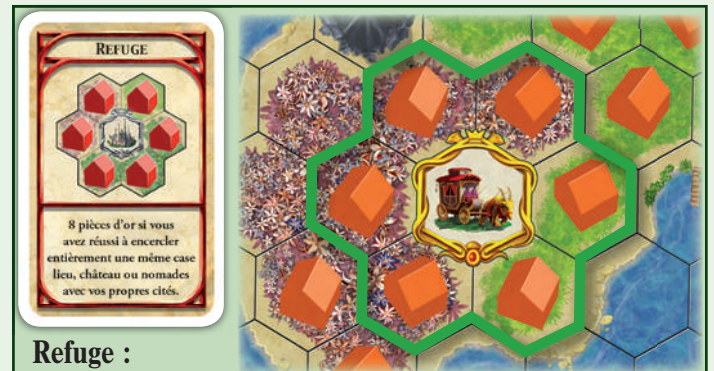 REFUGE
8 pièces d'or si vous
avez réussi à encercler
entièrement une même case
lieu, château ou nomades
avec vos propres cités.
Refuge :